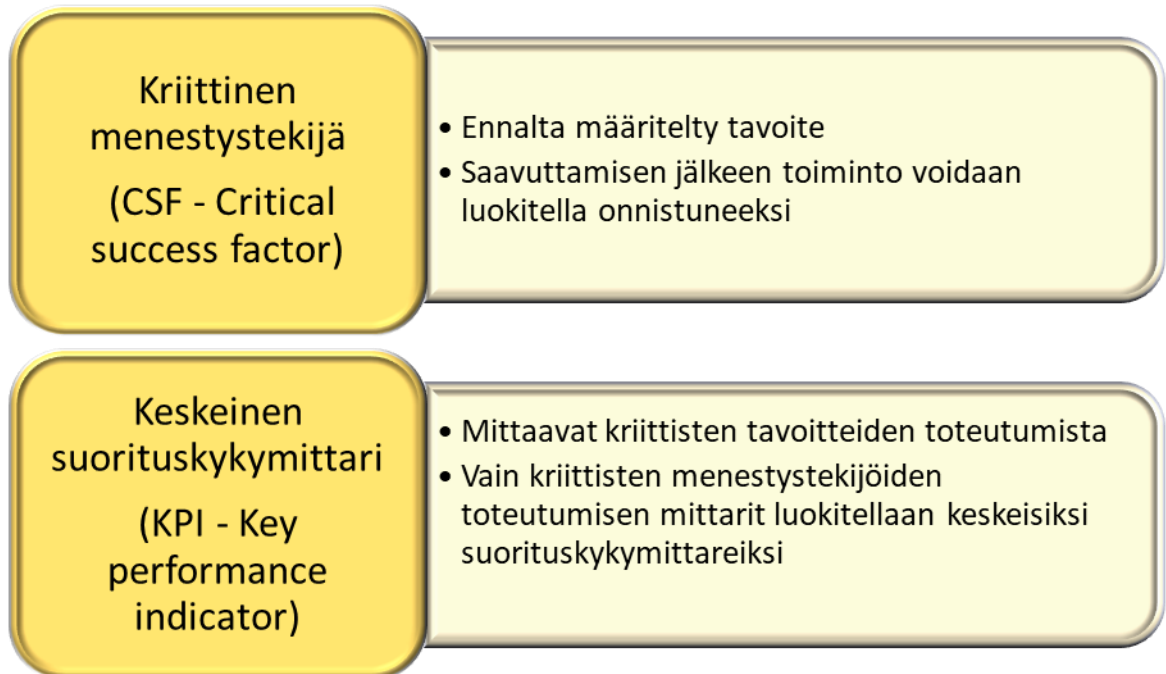 Kriittinen
menestystekijä
(CSF - Critical
success factor)
• Ennalta määritelty tavoite
• Saavuttamisen jälkeen toiminto voidaan
luokitella onnistuneeksi
Keskeinen
suorituskykymittari
(KPI - Key
performance
indicator)
• Mittaavat kriittisten tavoitteiden toteutumista
• Vain kriittisten menestystekijöiden
toteutumisen mittarit luokitellaan keskeisiksi
suorituskykymittareiksi